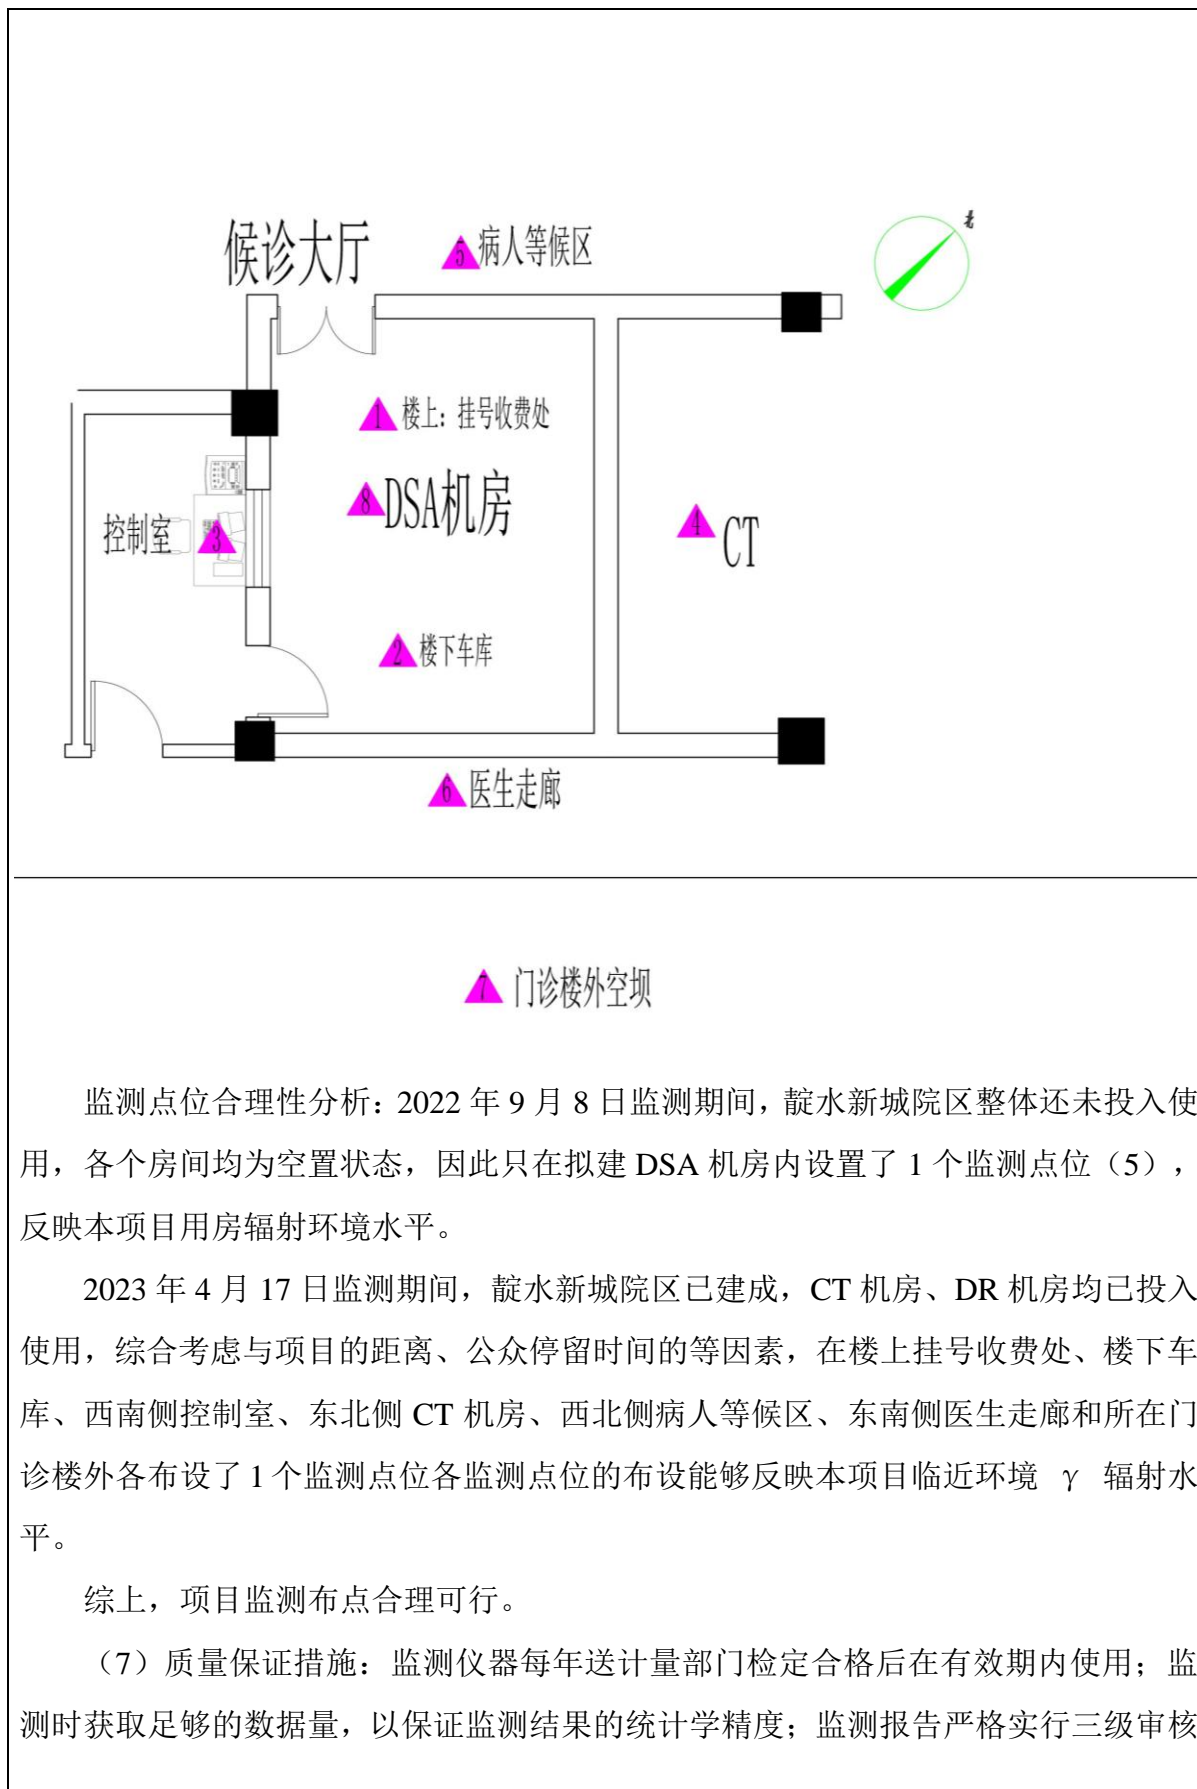 北
候诊大厅
5 病人等候区
1 楼上：挂号收费处
8 DSA机房
控制室 3
4 CT
2 楼下车库
6 医生走廊
7 门诊楼外空坝
监测点位合理性分析：2022 年 9 月 8 日监测期间，靛水新城院区整体还未投入使
用，各个房间均为空置状态，因此只在拟建 DSA 机房内设置了 1 个监测点位（5），
反映本项目用房辐射环境水平。
2023 年 4 月 17 日监测期间，靛水新城院区已建成，CT 机房、DR 机房均已投入
使用，综合考虑与项目的距离、公众停留时间的等因素，在楼上挂号收费处、楼下车
库、西南侧控制室、东北侧 CT 机房、西北侧病人等候区、东南侧医生走廊和所在门
诊楼外各布设了 1 个监测点位各监测点位的布设能够反映本项目临近环境 γ 辐射水
平。
综上，项目监测布点合理可行。
（7）质量保证措施：监测仪器每年送计量部门检定合格后在有效期内使用；监
测时获取足够的数据量，以保证监测结果的统计学精度；监测报告严格实行三级审核